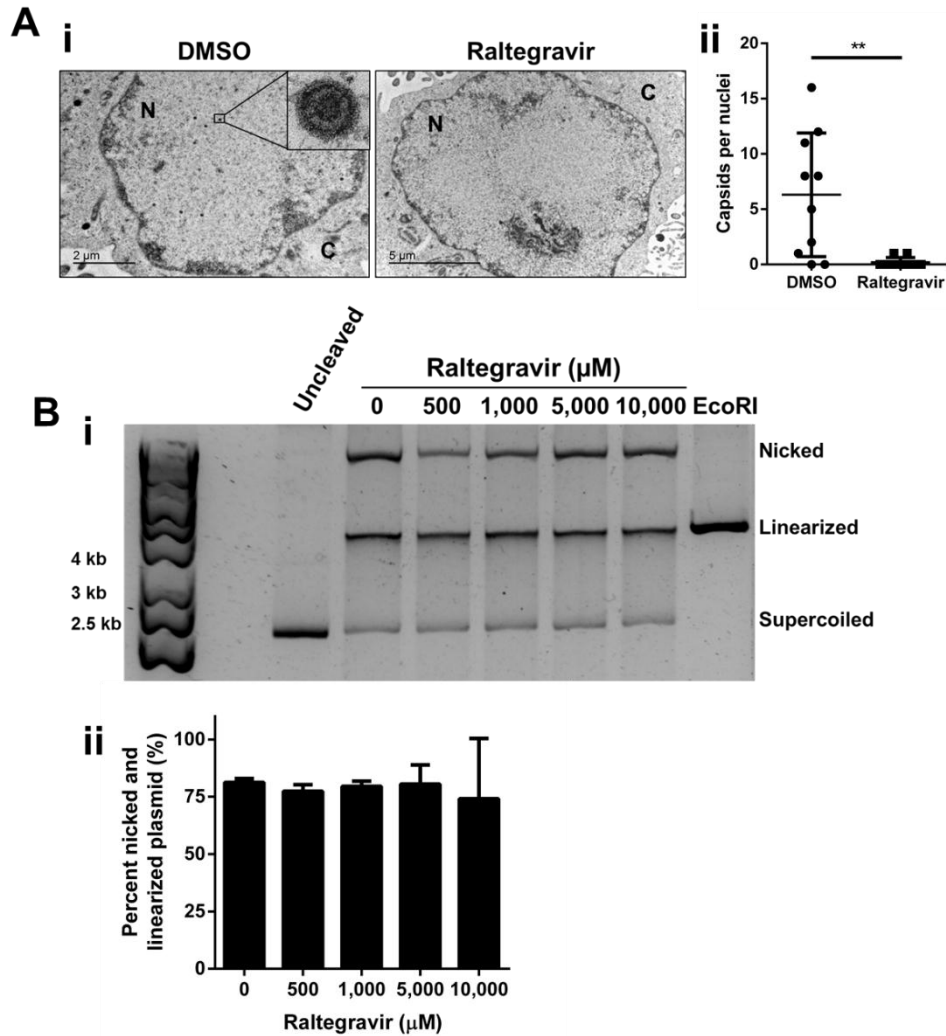 A
i
DMSO
N
C
2 µm
Raltegravir
N
C
5 µm
ii
Capsids per nuclei
20
15
10
5
0
**
DMSO Raltegravir
B
i
Uncleaved
Raltegravir (µM)
0 500 1,000 5,000 10,000 EcoRI
Nicked
Linearized
Supercoiled
4 kb
3 kb
2.5 kb
ii
Percent nicked and
linearized plasmid (%)
100
75
50
25
0
0 500 1,000 5,000 10,000
Raltegravir (µM)